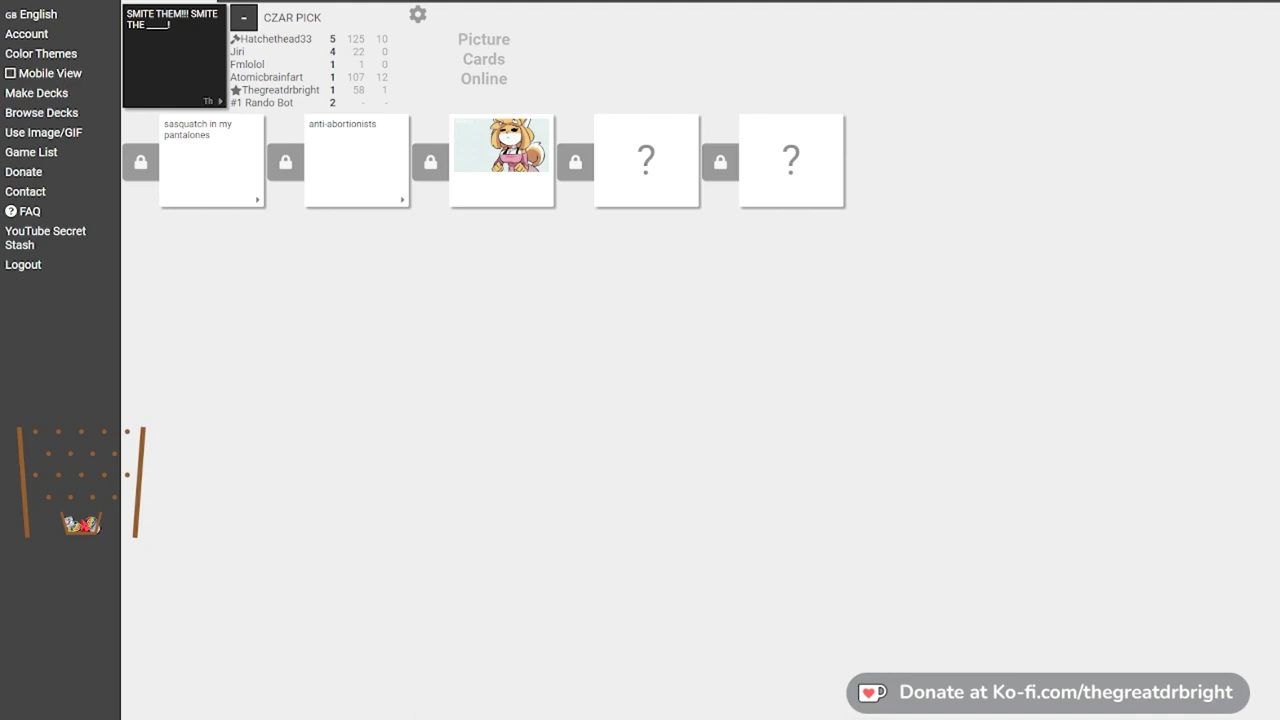 GB English
Account
Color Themes
Mobile View
Make Decks
Browse Decks
Use Image/GIF
Game List
Donate
Contact
? FAQ
YouTube Secret
Stash
Logout
SMITE THEM!!! SMITE
THE ____!
Th
-
CZAR PICK
Hatchethead33 5 125 10
Jiri 4 22 0
Fmlolol 1 1 0
Atomicbrainfart 1 107 12
Thegreatdrbright 1 58 1
#1 Rando Bot 2 - -
Picture
Cards
Online
sasquatch in my
pantalones
anti-abortionists
?
?
Donate at Ko-fi.com/thegreatdrbright